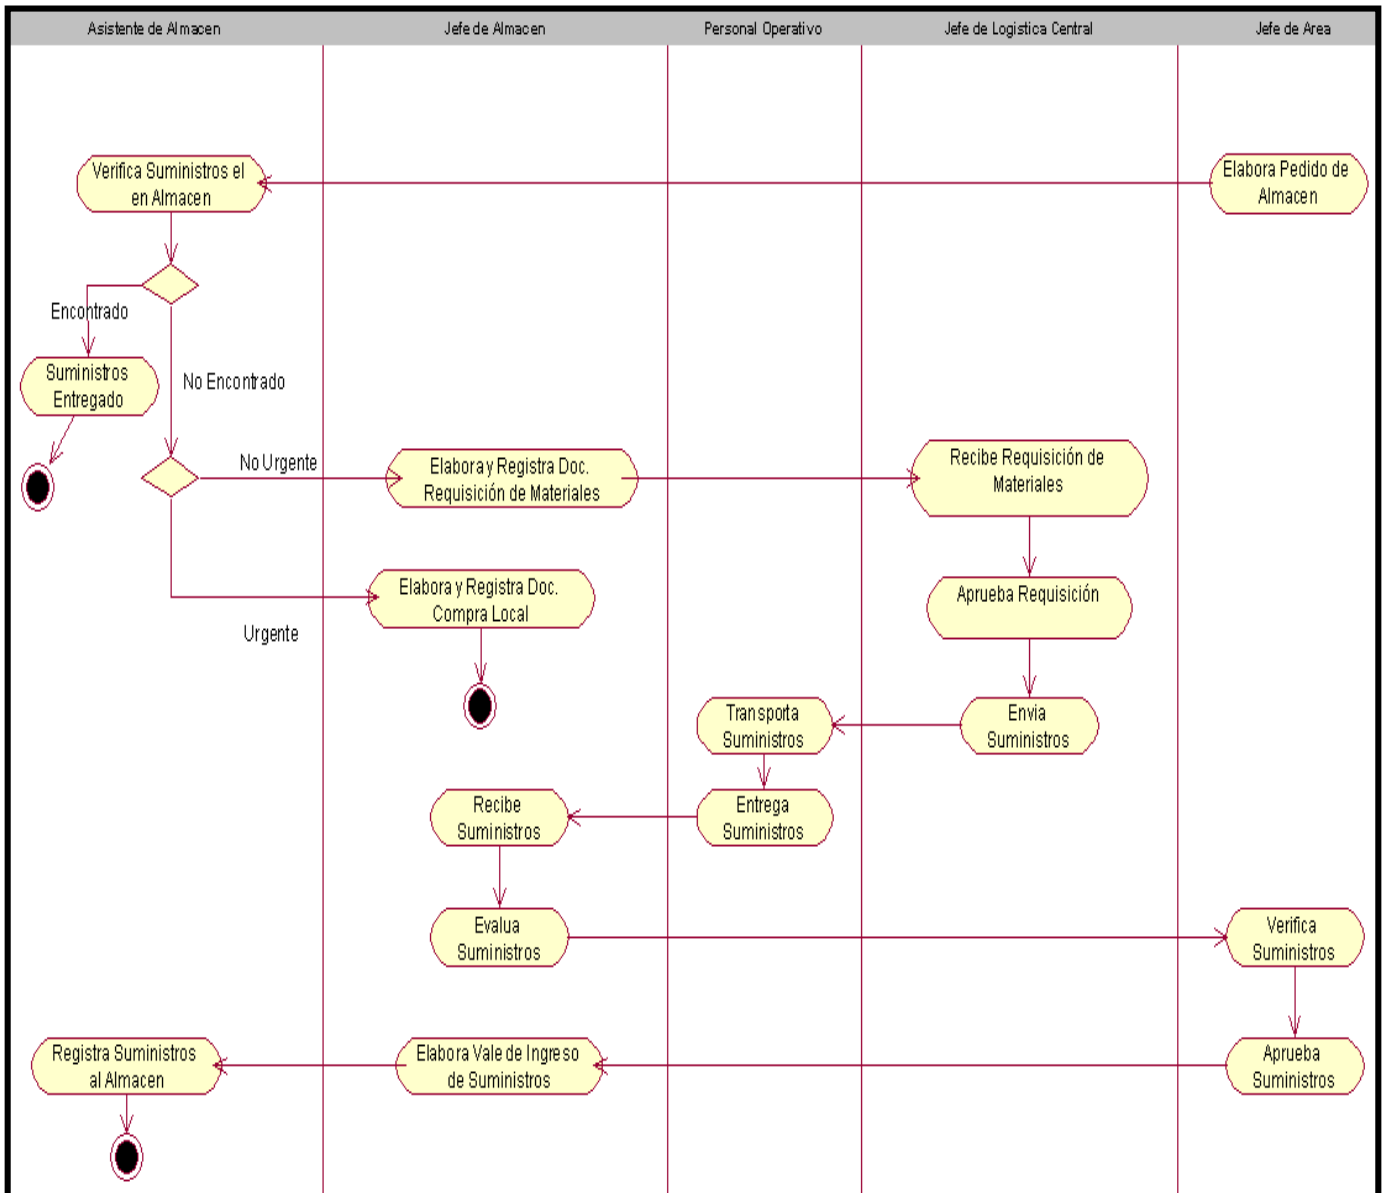 Asistente de Almacen
Jefe de Almacen
Personal Operativo
Jefe de Logistica Central
Jefe de Area
Verifica Suministros el
en Almacen
Elabora Pedido de
Almacen
Encontrado
Suministros
Entregado
No Encontrado
No Urgente
Elabora y Registra Doc.
Requisición de Materiales
Recibe Requisición de
Materiales
Elabora y Registra Doc.
Compra Local
Aprueba Requisición
Urgente
Transporta
Suministros
Envia
Suministros
Recibe
Suministros
Entrega
Suministros
Evalua
Suministros
Verifica
Suministros
Registra Suministros
al Almacen
Elabora Vale de Ingreso
de Suministros
Aprueba
Suministros